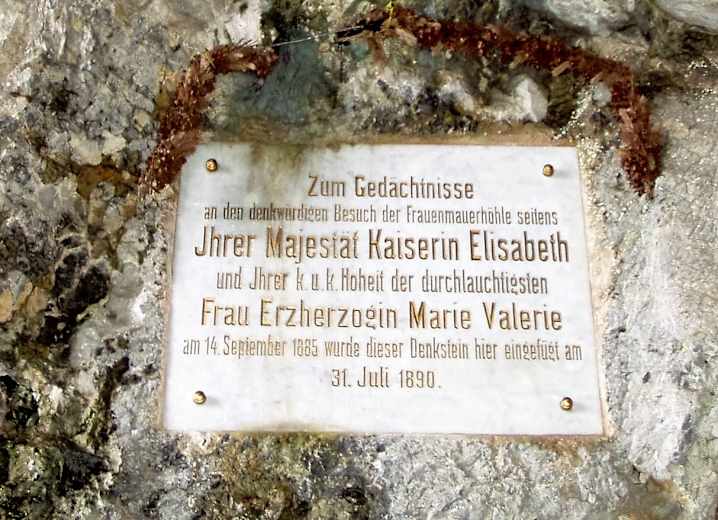 Zum Gedächtnisse
an den denkwürdigen Besuch der Frauenmauerhöhle seitens
Jhrer Majestät Kaiserin Elisabeth
und Jhrer k. u. k. Hoheit der durchlauchtigsten
Frau Erzherzogin Marie Valerie
am 14. September 1885 wurde dieser Denkstein hier eingefügt am
31. Juli 1890.